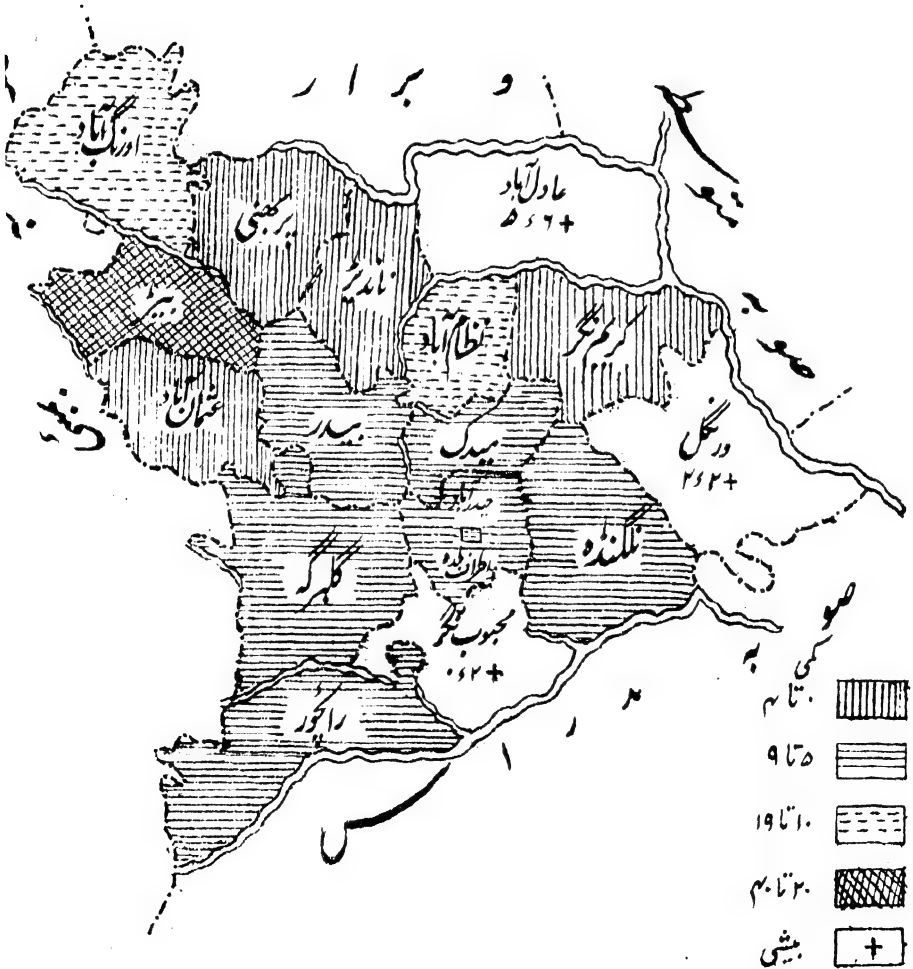 و برار
اورنگ آباد
عادل آباد
+۵ء۶
پربھنی
ناندیڑ
بیڑ
نظام آباد
کریم نگر
عثمان آباد
بیدر
میدک
ورنگل
+۲ء۲
حیدرآباد
نلگنڈہ
گلبرگہ
اطراف بلدہ
محبوب نگر
+۰ء۲
رائچور
صوبہ مدراس
کمی
۰ تا ۴
۵ تا ۹
۱۰ تا ۱۹
۲۰ تا ۴۰
بیشی
+